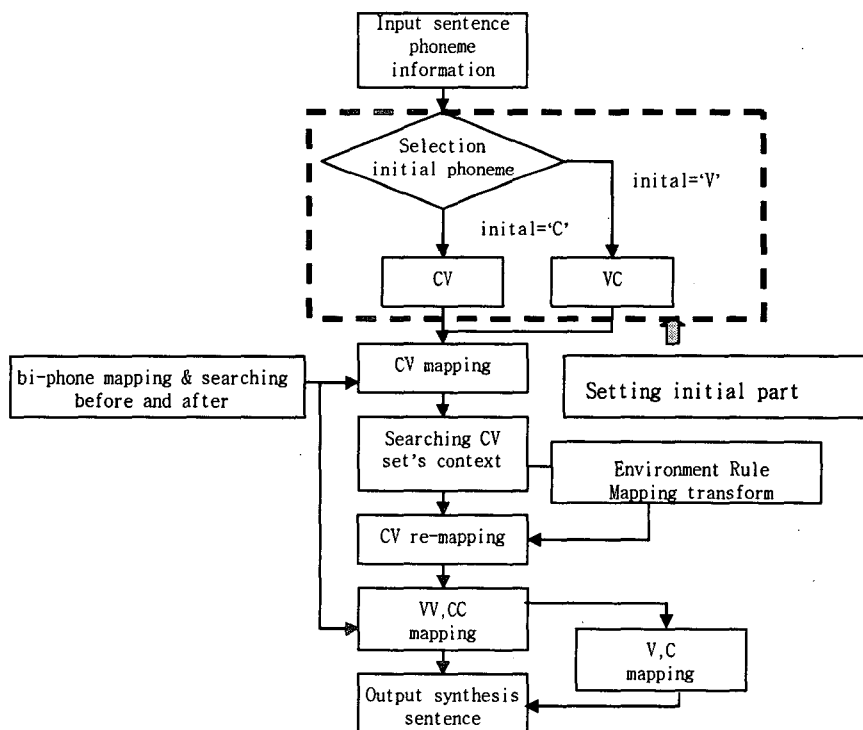 Input sentence
phoneme
information
Selection
initial phoneme
inital=‘V’
inital=‘C’
CV
VC
bi-phone mapping & searching
before and after
CV mapping
Setting initial part
Searching CV
set's context
Environment Rule
Mapping transform
CV re-mapping
VV,CC
mapping
V,C
mapping
Output synthesis
sentence